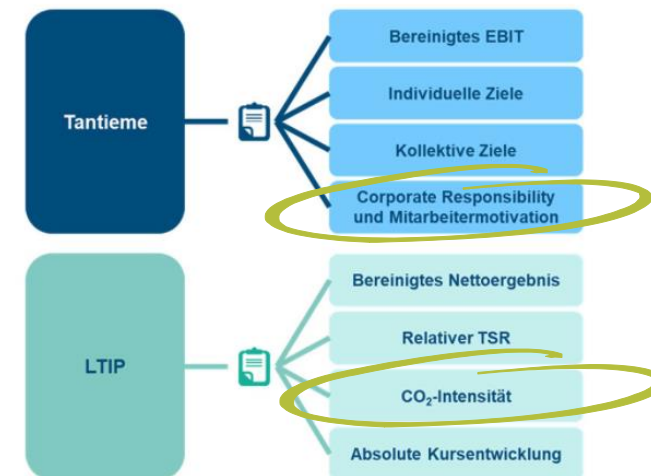 Tantieme
Bereinigtes EBIT
Individuelle Ziele
Kollektive Ziele
Corporate Responsibility
und Mitarbeitermotivation
LTIP
Bereinigtes Nettoergebnis
Relativer TSR
CO₂-Intensität
Absolute Kursentwicklung